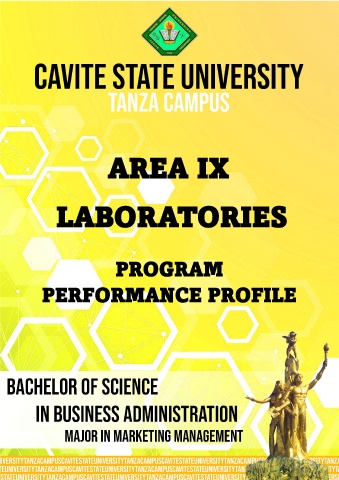 CAVITE STATE UNIVERSITY
TANZA CAMPUS
AREA IX
LABORATORIES
PROGRAM
PERFORMANCE PROFILE
BACHELOR OF SCIENCE
IN BUSINESS ADMINISTRATION
MAJOR IN MARKETING MANAGEMENT